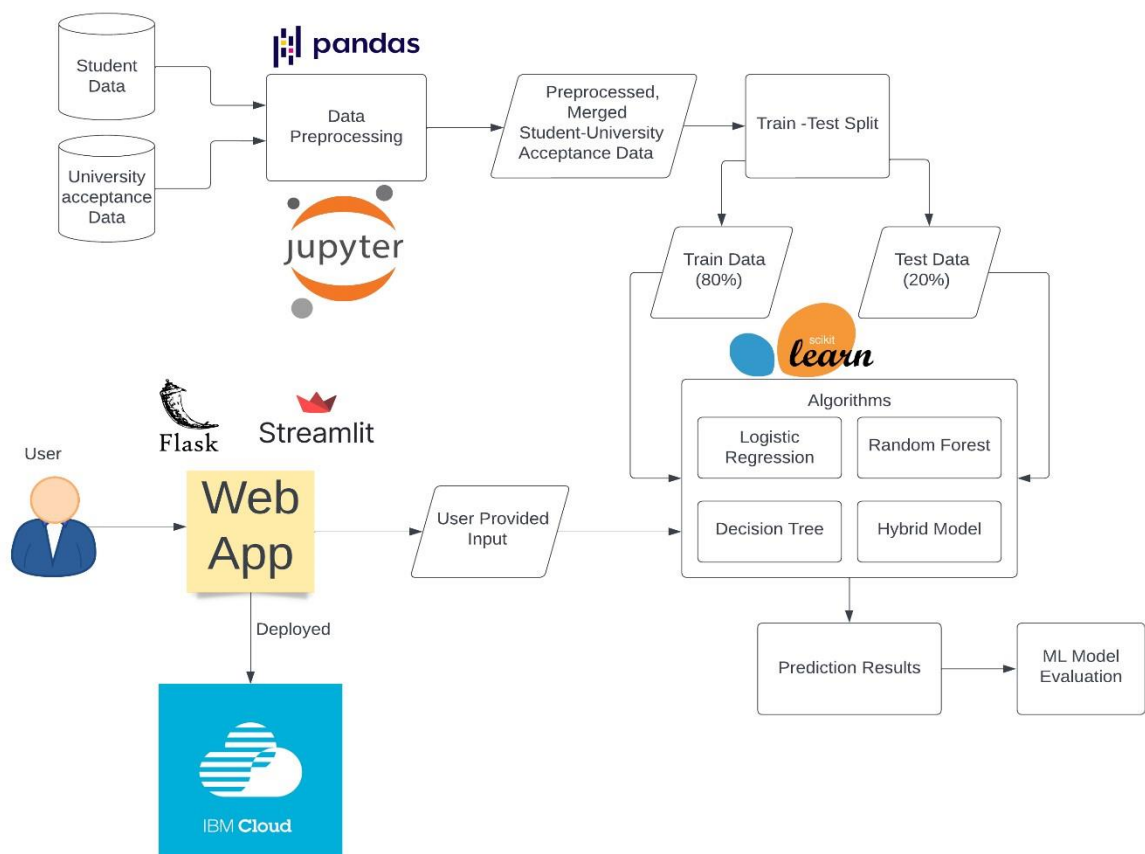 Student
Data
University
acceptance
Data
pandas
Data
Preprocessing
jupyter
Preprocessed,
Merged
Student-University
Acceptance Data
Train -Test Split
Train Data
(80%)
Test Data
(20%)
scikit
learn
Algorithms
Logistic
Regression
Random Forest
Decision Tree
Hybrid Model
Flask
Streamlit
User
Web
App
User Provided
Input
Deployed
IBM Cloud
Prediction Results
ML Model
Evaluation